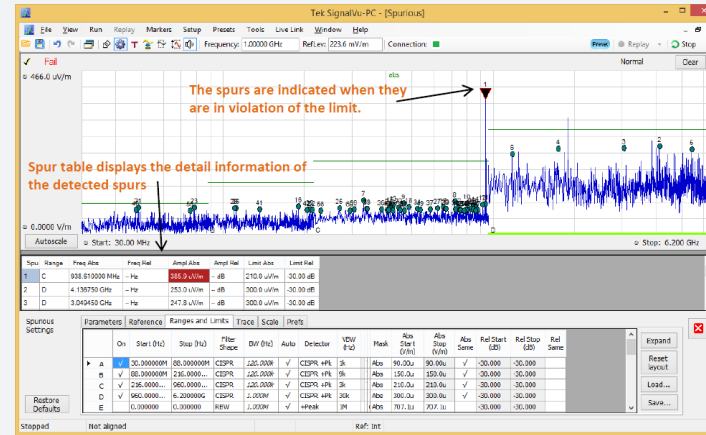 Tek SignalVu-PC - [Spurious]
File View Run Replay Markers Setup Presets Tools Live Link Window Help
Frequency: 1.00000 GHz RefLev: 223.6 mV/m Connection: Preset Replay Stop
Fail Normal Clear
466.0 uV/m
The spurs are indicated when they
are in violation of the limit.
Spur table displays the detail information of
the detected spurs
0.0000 V/m
C D
Autoscale Start: 30.00 MHz Stop: 6.200 GHz
Spu Range Freq Abs Freq Rel Ampl Abs Ampl Rel Limit Abs Limit Rel
1 C 938.510000 MHz -- Hz 385.9 uV/m -- dB 210.0 uV/m -30.00 dB
2 D 4.136750 GHz -- Hz 253.0 uV/m -- dB 300.0 uV/m -30.00 dB
3 D 3.049450 GHz -- Hz 247.8 uV/m -- dB 300.0 uV/m -30.00 dB
Spurious
Settings
Parameters Reference Ranges and Limits Trace Scale Prefs
On Start (Hz) Stop (Hz) Filter Shape BW (Hz) Auto Detector VBW (Hz) Mask Abs Start (V/m) Abs Stop (V/m) Abs Same Rel Start (dB) Rel Stop (dB) Rel Same
A 30.000000M 88.000000M CISPR 120.000k CISPR +Pk 1k Abs 90.00u 90.00u -30.000 -30.000
B 88.000000M 216.0000... CISPR 120.000k CISPR +Pk 9k Abs 150.0u 150.0u -30.000 -30.000
C 216.0000... 960.0000... CISPR 120.000k CISPR +Pk 3k Abs 210.0u 210.0u -30.000 -30.000
D 960.0000... 6.200000G CISPR 1.000M CISPR +Pk 30k Abs 300.0u 300.0u -30.000 -30.000
E 0.000000 0.000000 RBW 1.000M +Peak 1M Abs 707.1u 707.1u -30.000 -30.000
Expand
Reset
layout
Load...
Save...
Restore
Defaults
Stopped Not aligned Ref: Int